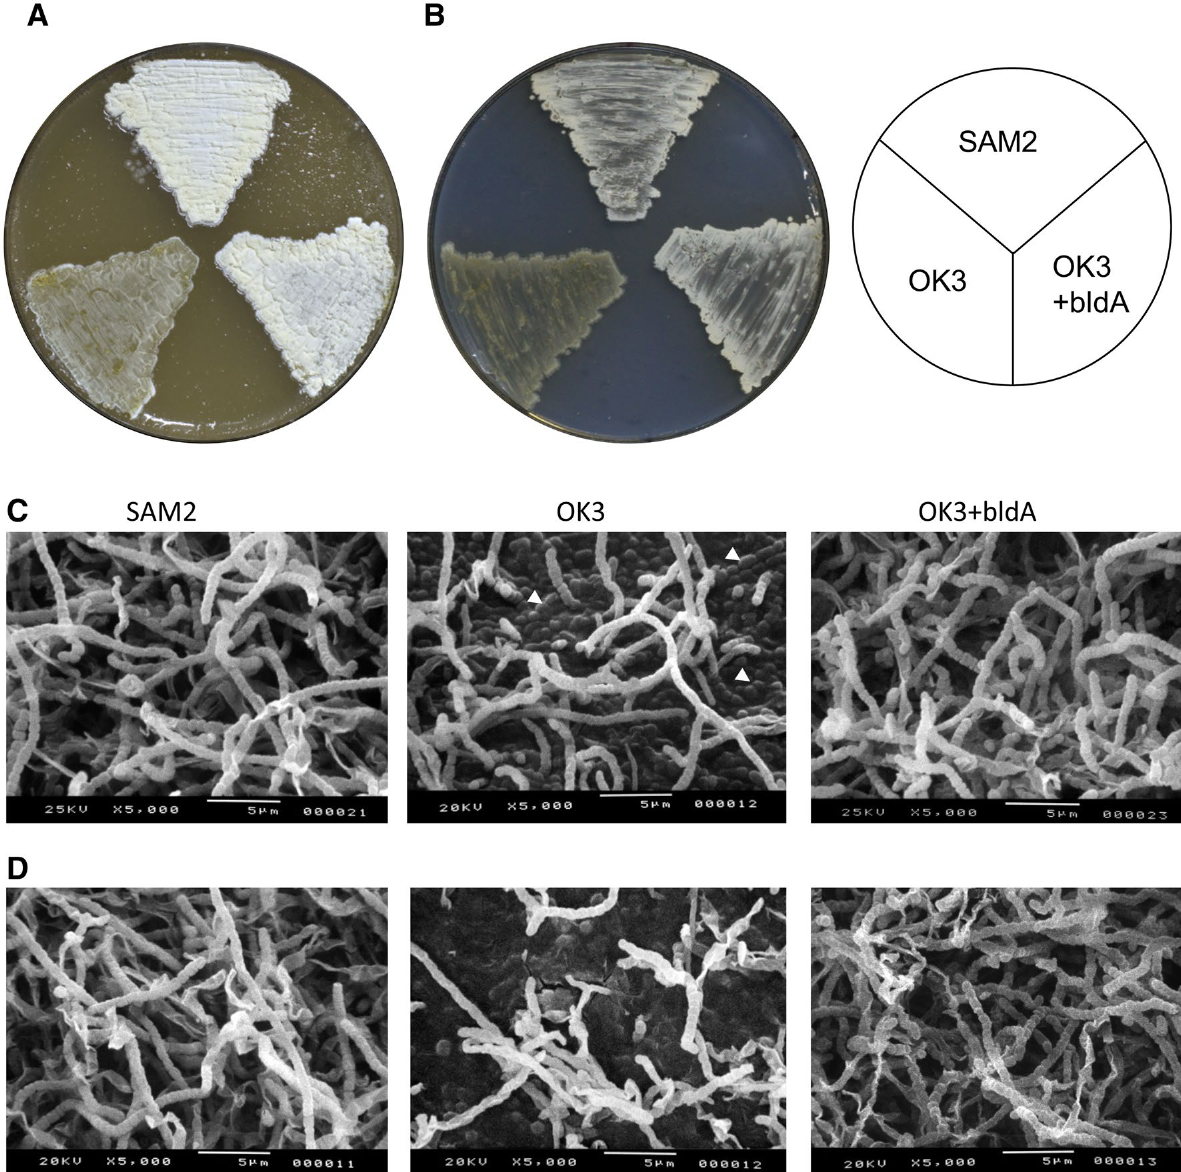 A
B
SAM2
OK3
OK3
+bldA
C
SAM2
OK3
OK3+bldA
25KV X5,000 5μm 000021
20KV X5,000 5μm 000012
25KV X5,000 5μm 000023
D
20KV X5,000 5μm 000011
20KV X5,000 5μm 000012
20KV X5,000 5μm 000013